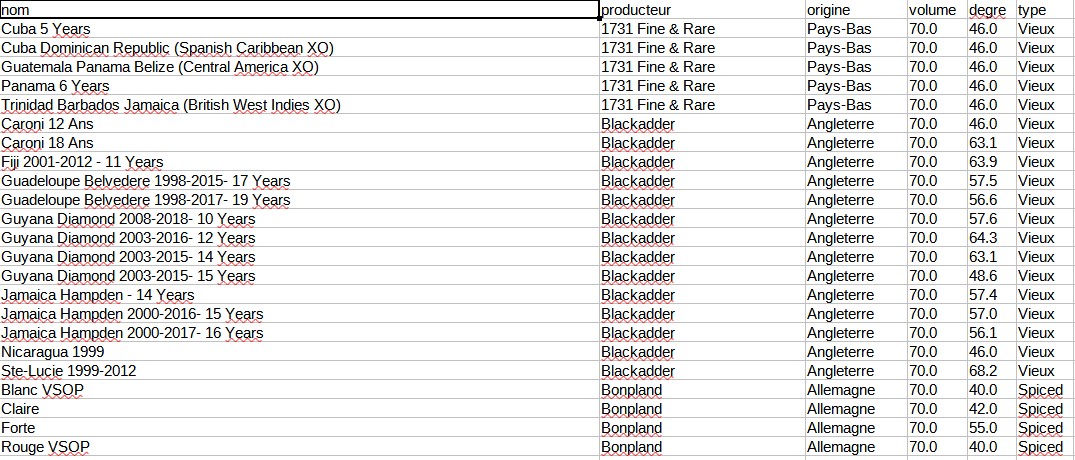 nom producteur origine volume degre type
Cuba 5 Years 1731 Fine & Rare Pays-Bas 70.0 46.0 Vieux
Cuba Dominican Republic (Spanish Caribbean XO) 1731 Fine & Rare Pays-Bas 70.0 46.0 Vieux
Guatemala Panama Belize (Central America XO) 1731 Fine & Rare Pays-Bas 70.0 46.0 Vieux
Panama 6 Years 1731 Fine & Rare Pays-Bas 70.0 46.0 Vieux
Trinidad Barbados Jamaica (British West Indies XO) 1731 Fine & Rare Pays-Bas 70.0 46.0 Vieux
Caroni 12 Ans Blackadder Angleterre 70.0 46.0 Vieux
Caroni 18 Ans Blackadder Angleterre 70.0 63.1 Vieux
Fiji 2001-2012 - 11 Years Blackadder Angleterre 70.0 63.9 Vieux
Guadeloupe Belvedere 1998-2015- 17 Years Blackadder Angleterre 70.0 57.5 Vieux
Guadeloupe Belvedere 1998-2017- 19 Years Blackadder Angleterre 70.0 56.6 Vieux
Guyana Diamond 2008-2018- 10 Years Blackadder Angleterre 70.0 57.6 Vieux
Guyana Diamond 2003-2016- 12 Years Blackadder Angleterre 70.0 64.3 Vieux
Guyana Diamond 2003-2015- 14 Years Blackadder Angleterre 70.0 63.1 Vieux
Guyana Diamond 2003-2015- 15 Years Blackadder Angleterre 70.0 48.6 Vieux
Jamaica Hampden - 14 Years Blackadder Angleterre 70.0 57.4 Vieux
Jamaica Hampden 2000-2016- 15 Years Blackadder Angleterre 70.0 57.0 Vieux
Jamaica Hampden 2000-2017- 16 Years Blackadder Angleterre 70.0 56.1 Vieux
Nicaragua 1999 Blackadder Angleterre 70.0 46.0 Vieux
Ste-Lucie 1999-2012 Blackadder Angleterre 70.0 68.2 Vieux
Blanc VSOP Bonpland Allemagne 70.0 40.0 Spiced
Claire Bonpland Allemagne 70.0 42.0 Spiced
Forte Bonpland Allemagne 70.0 55.0 Spiced
Rouge VSOP Bonpland Allemagne 70.0 40.0 Spiced